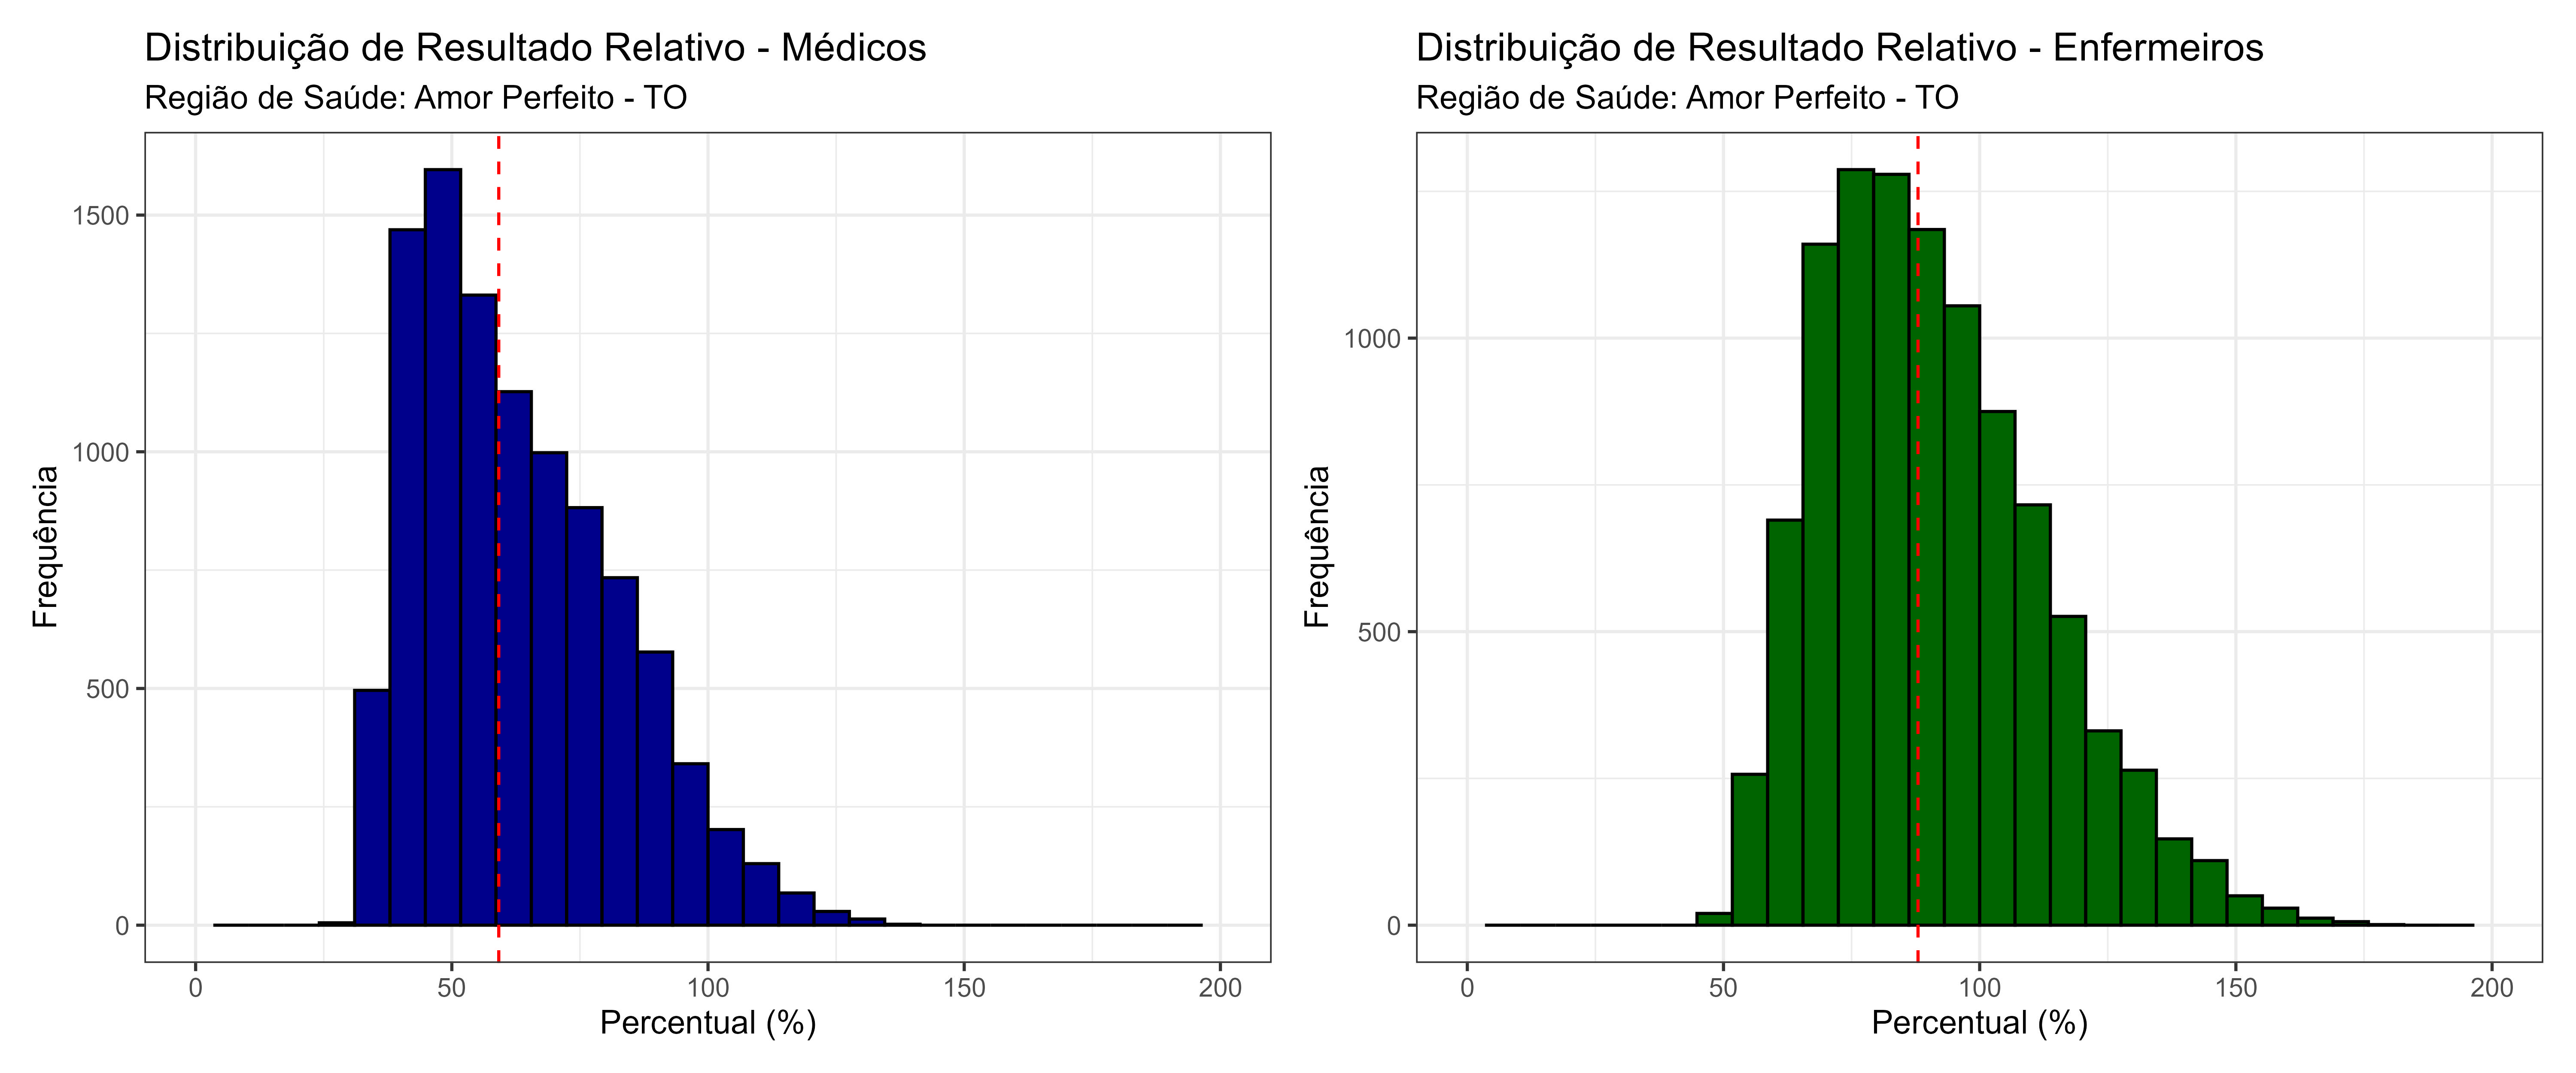 Distribuição de Resultado Relativo - Médicos
Região de Saúde: Amor Perfeito - TO
Frequência
1500
1000
500
0
0 50 100 150 200
Percentual (%)
Distribuição de Resultado Relativo - Enfermeiros
Região de Saúde: Amor Perfeito - TO
Frequência
1000
500
0
0 50 100 150 200
Percentual (%)